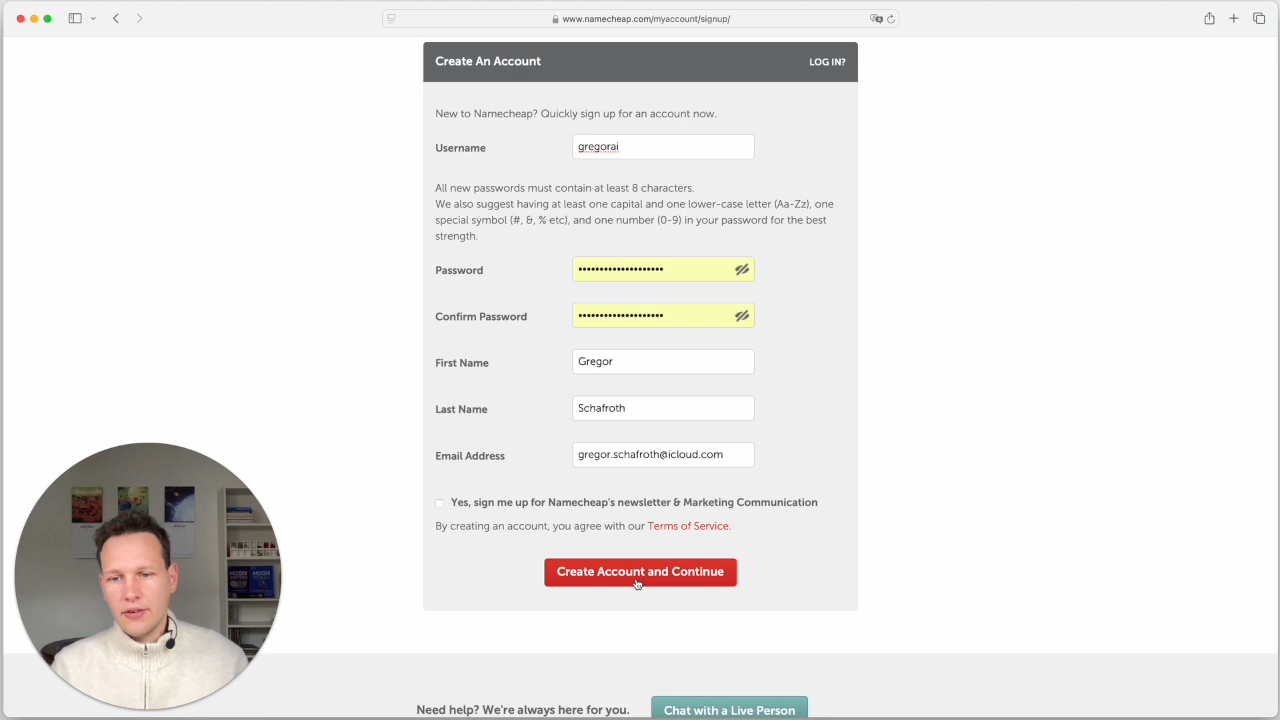 www.namecheap.com/myaccount/signup/
Create An Account
LOG IN?
New to Namecheap? Quickly sign up for an account now.
Username
gregorai
All new passwords must contain at least 8 characters.
We also suggest having at least one capital and one lower-case letter (Aa-Zz), one
special symbol (#, &, % etc), and one number (0-9) in your password for the best
strength.
Password
•••••••••••••••••••
Confirm Password
•••••••••••••••••••
First Name
Gregor
Last Name
Schafroth
Email Address
gregor.schafroth@icloud.com
Yes, sign me up for Namecheap's newsletter & Marketing Communication
By creating an account, you agree with our Terms of Service.
Create Account and Continue
Need help? We're always here for you.
Chat with a Live Person